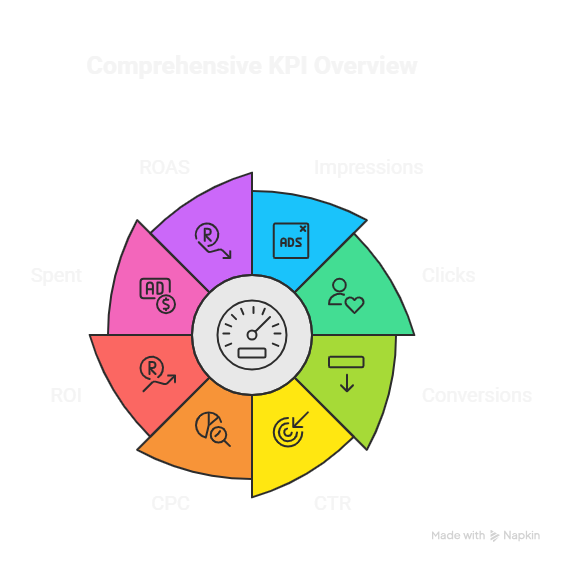 Comprehensive KPI Overview
ROAS
Impressions
R
ADS
Spent
AD
$
Clicks
ROI
R
Conversions
CPC
CTR
Made with Napkin